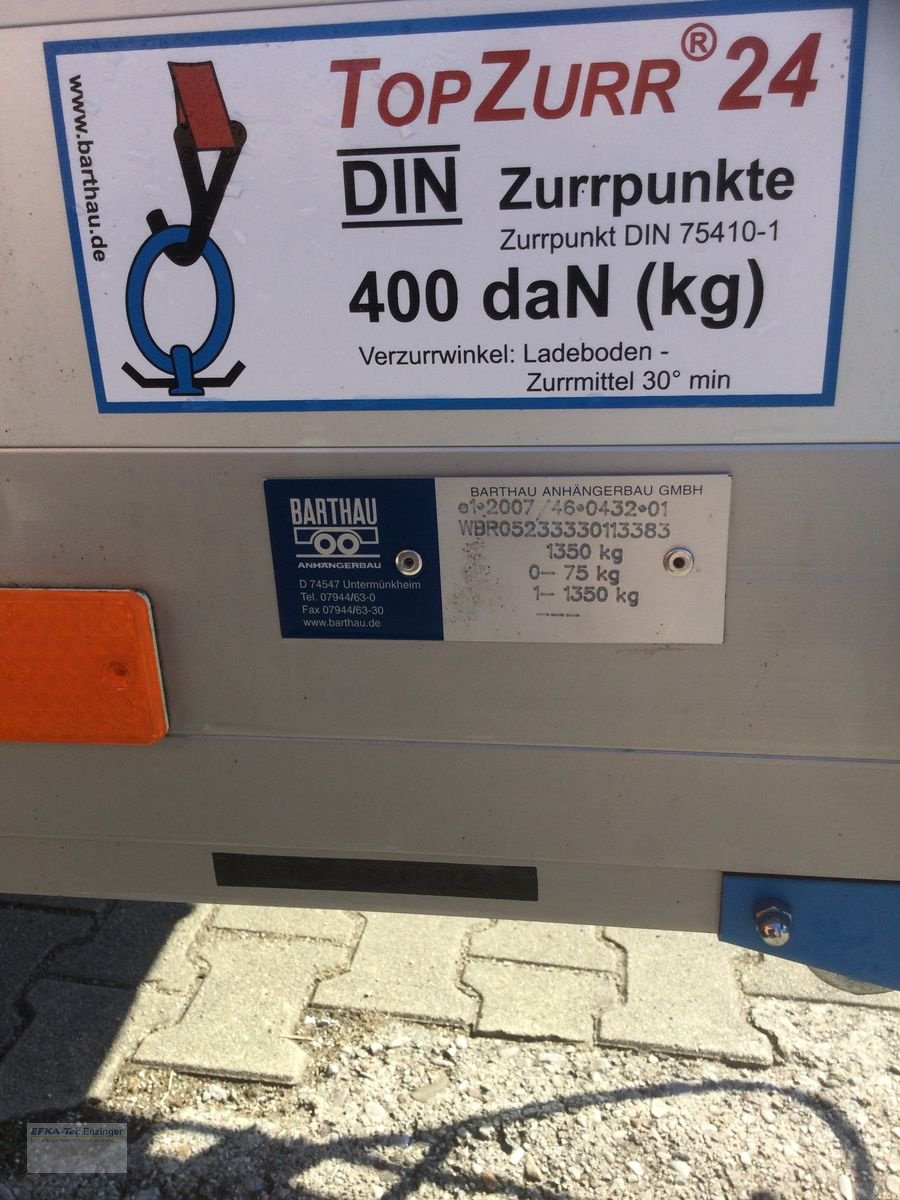 www.barthau.de
TOPZURR® 24
DIN Zurrpunkte
Zurrpunkt DIN 75410-1
400 daN (kg)
Verzurrwinkel: Ladeboden -
Zurrmittel 30° min
BARTHAU
ANHÄNGERBAU
D 74547 Untermünkheim
Tel. 07944/63-0
Fax 07944/63-30
www.barthau.de
BARTHAU ANHÄNGERBAU GMBH
e1*2007/46*0432*01
WBR05233330113383
1350 kg
0- 75 kg
1- 1350 kg
EFKA-Tec Enzinger